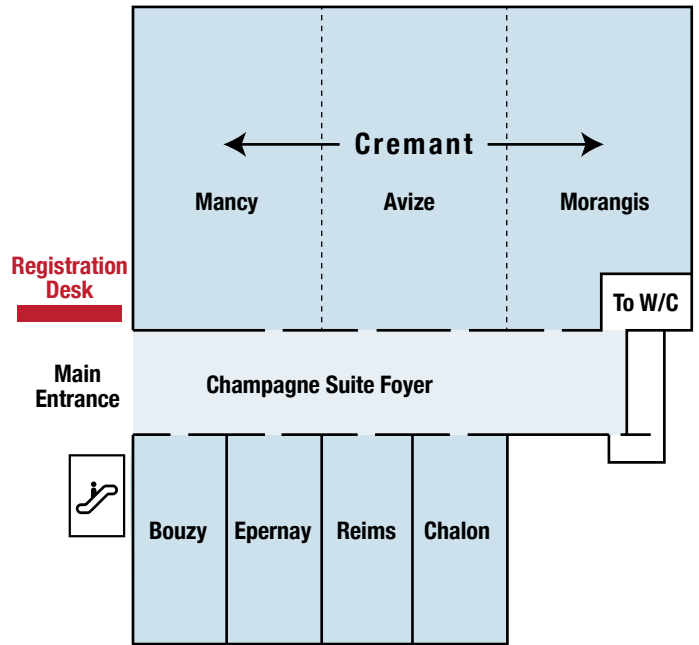 Cremant
Mancy
Avize
Morangis
Registration
Desk
To W/C
Main
Entrance
Champagne Suite Foyer
Bouzy
Epernay
Reims
Chalon